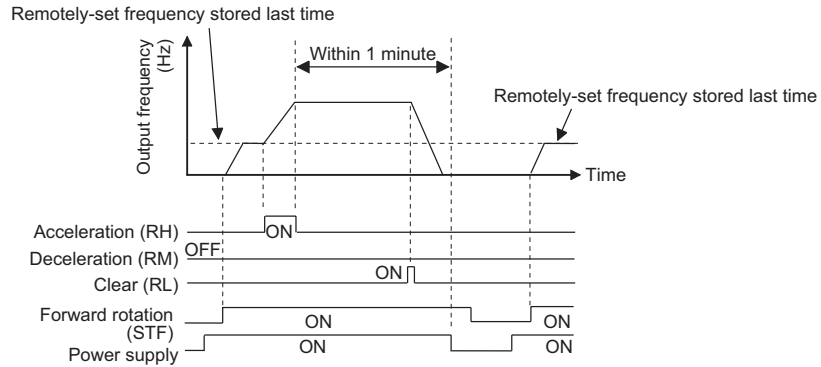 Remotely-set frequency stored last time
Output frequency
(Hz)
Within 1 minute
Remotely-set frequency stored last time
Time
Acceleration (RH)
ON
Deceleration (RM)
OFF
Clear (RL)
ON
Forward rotation
(STF)
ON
ON
Power supply
ON
ON